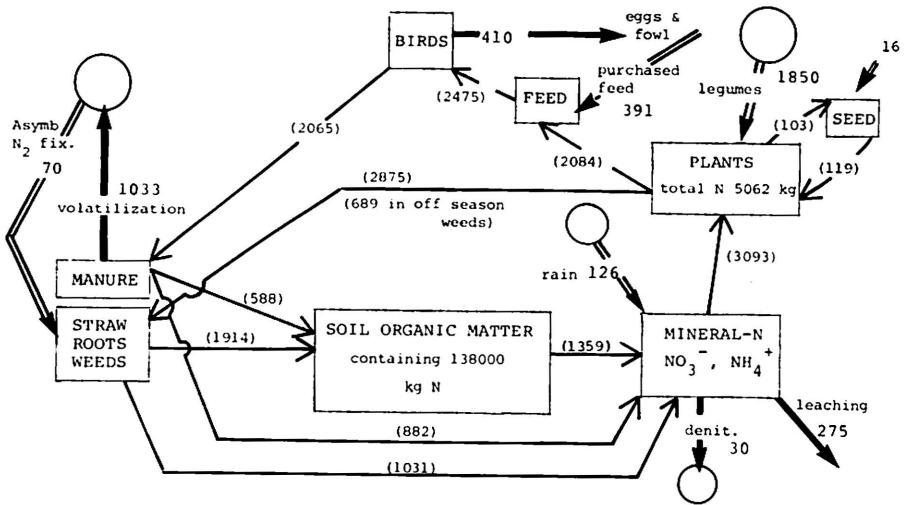 eggs &
fowl
BIRDS
410
16
purchased
feed
1850
legumes
(2475)
FEED
391
(103)
SEED
Asymb
N₂ fix.
70
(2065)
(2084)
PLANTS
total N 5062 kg
(119)
1033
volatilization
(2875)
(689 in off season
weeds)
(3093)
rain 126
MANURE
(588)
STRAW
ROOTS
WEEDS
(1914)
SOIL ORGANIC MATTER
containing 138000
kg N
(1359)
MINERAL-N
NO₃⁻, NH₄⁺
leaching
275
(882)
denit.
30
(1031)